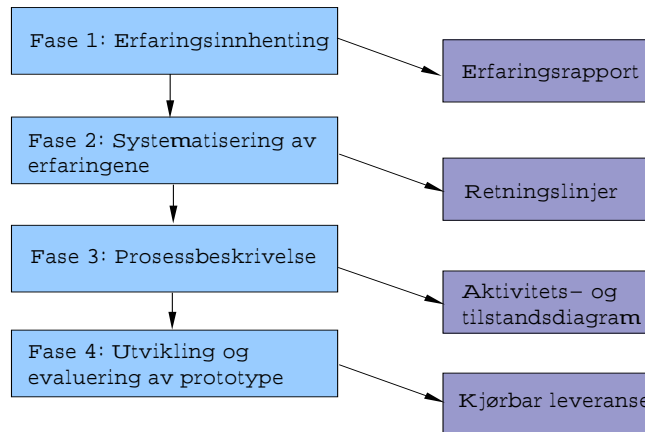 Fase 1: Erfaringsinnhenting
Erfaringsrapport
Fase 2: Systematisering av
erfaringene
Retningslinjer
Fase 3: Prosessbeskrivelse
Aktivitets- og
tilstandsdiagram
Fase 4: Utvikling og
evaluering av prototype
Kjørbar leveranse